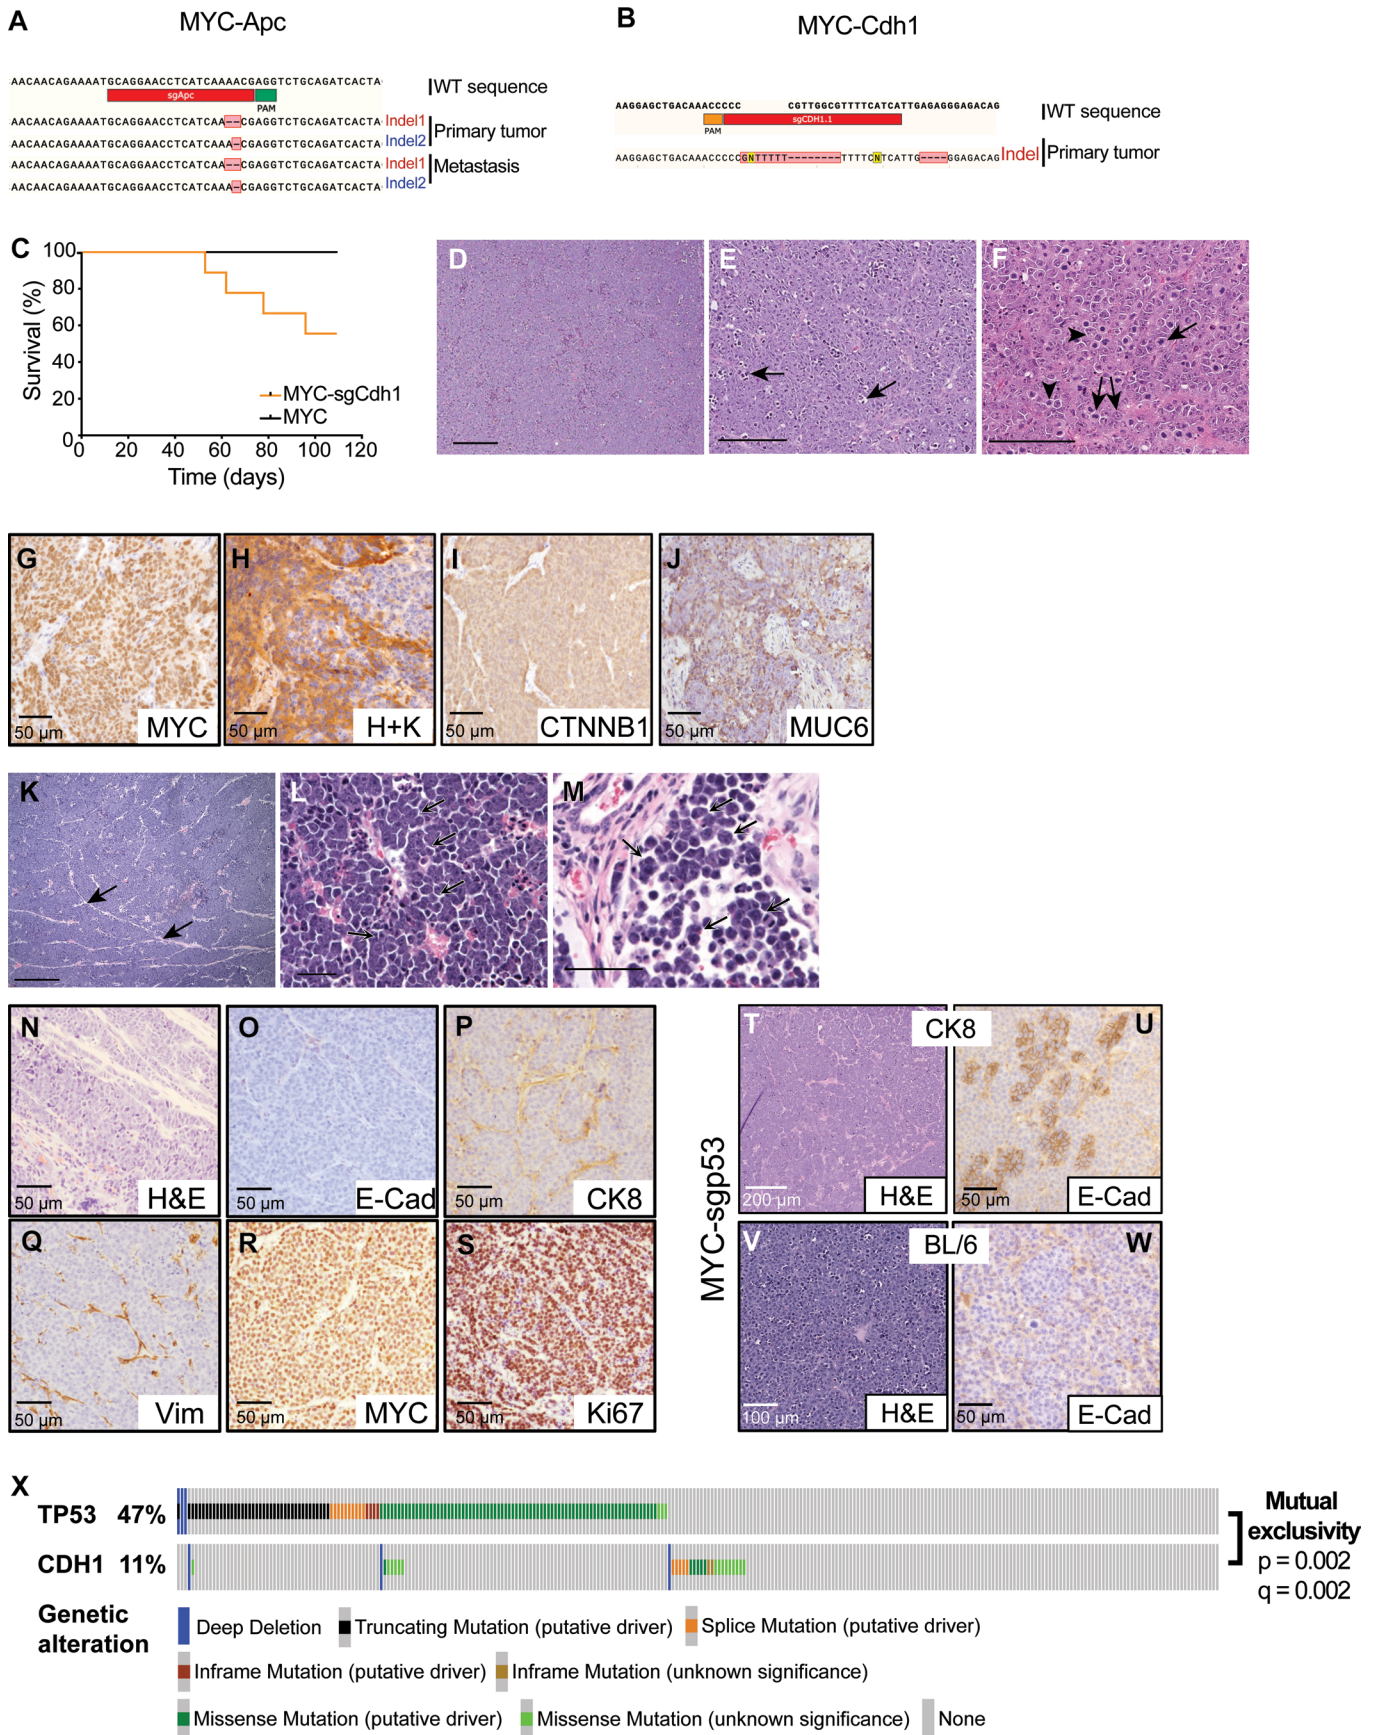 A
MYC-Apc
AACAACAGAAAATGCAGGAACCTCATCAAAACGAGGTCTGCAGATCACTA
WT sequence
sgApc
PAM
AACAACAGAAAATGCAGGAACCTCATCAA--CGAGGTCTGCAGATCACTA
Indel1
Primary tumor
AACAACAGAAAATGCAGGAACCTCATCAAA-CGAGGTCTGCAGATCACTA
Indel2
AACAACAGAAAATGCAGGAACCTCATCAA--CGAGGTCTGCAGATCACTA
Indel1
Metastasis
AACAACAGAAAATGCAGGAACCTCATCAAA-CGAGGTCTGCAGATCACTA
Indel2
B
MYC-Cdh1
AAGGAGCTGACAAACCCCC CGTTGGCGTTTTCATCATTGAGAGGGAGACAG
WT sequence
PAM
sgCDH1.1
AAGGAGCTGACAAACCCCCGNTTTTT---------TTTTCNTCATTG----GGAGACAG
Indel
Primary tumor
C
Survival (%)
100
80
60
40
20
0
0 20 40 60 80 100 120
Time (days)
MYC-sgCdh1
MYC
D
E
F
G
50 µm
MYC
H
50 µm
H+K
I
50 µm
CTNNB1
J
50 µm
MUC6
K
L
M
N
50 µm
H&E
O
50 µm
E-Cad
P
50 µm
CK8
Q
50 µm
Vim
R
50 µm
MYC
S
50 µm
Ki67
MYC-sgp53
T
CK8
U
200 µm
H&E
50 µm
E-Cad
V
BL/6
W
100 µm
H&E
50 µm
E-Cad
X
TP53 47%
CDH1 11%
Mutual
exclusivity
p = 0.002
q = 0.002
Genetic
alteration
Deep Deletion
Truncating Mutation (putative driver)
Splice Mutation (putative driver)
Inframe Mutation (putative driver)
Inframe Mutation (unknown significance)
Missense Mutation (putative driver)
Missense Mutation (unknown significance)
None